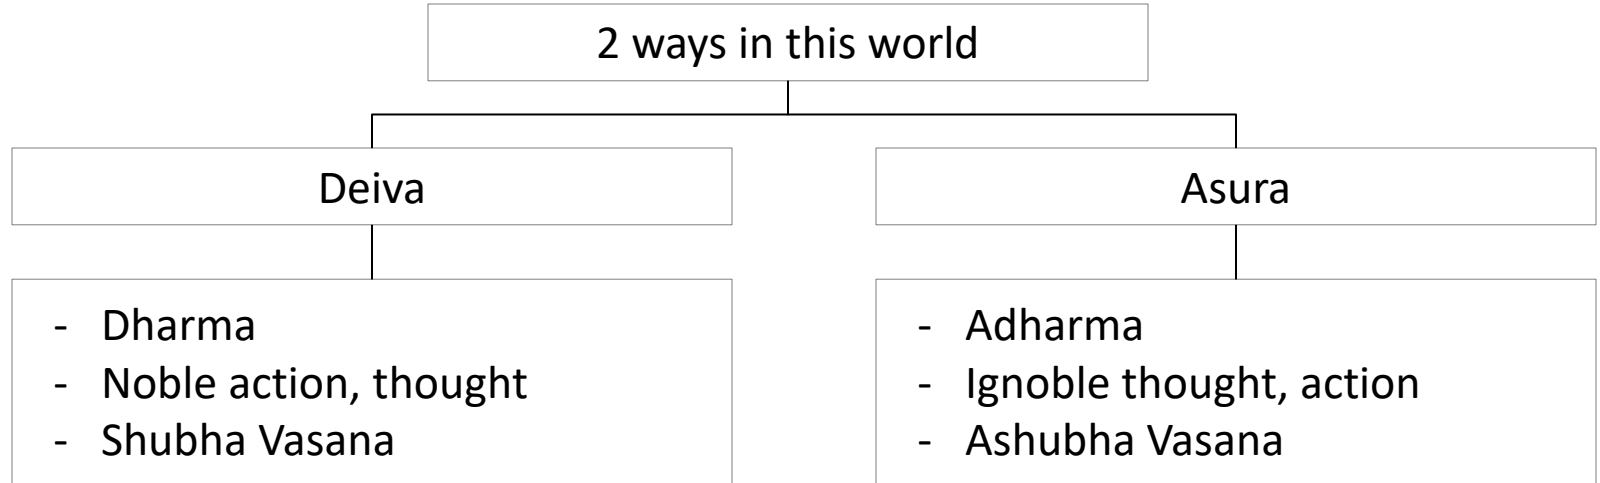 2 ways in this world
Deiva
Asura
- Dharma
- Noble action, thought
- Shubha Vasana
- Adharma
- Ignoble thought, action
- Ashubha Vasana